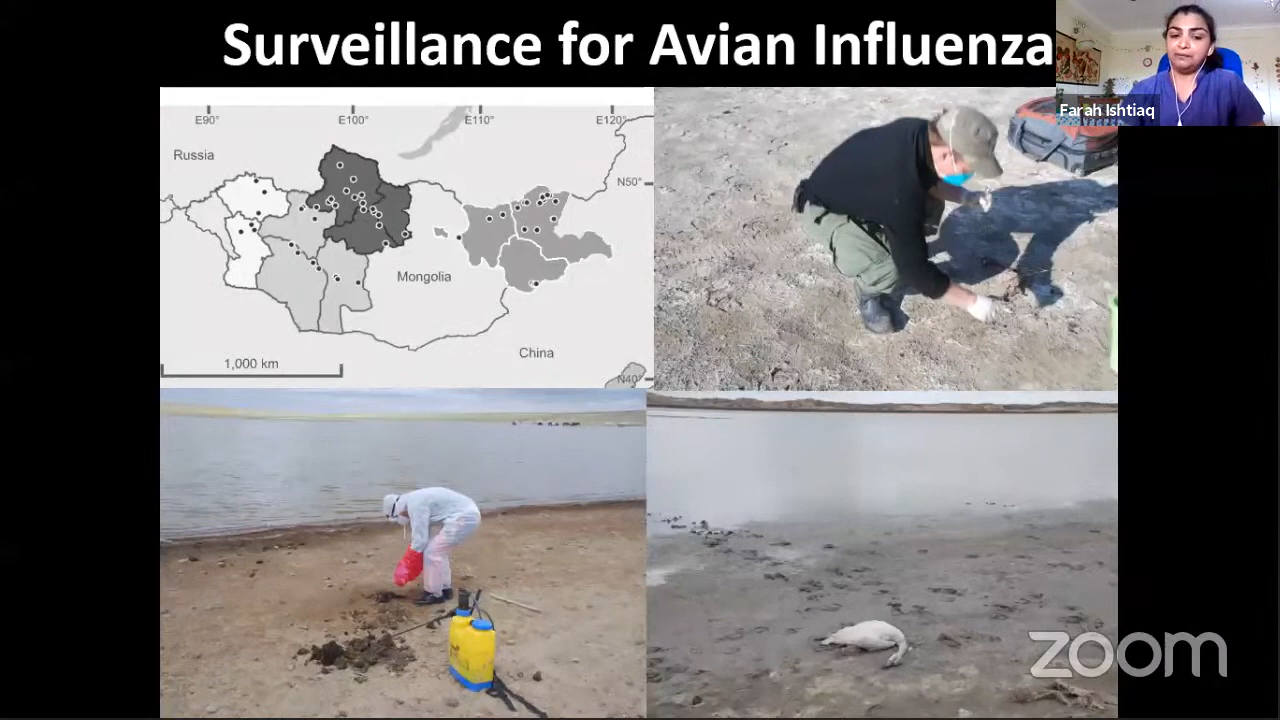 Surveillance for Avian Influenza
Farah Ishtiaq
E90°
E100°
E110°
E120°
Russia
N50°
Mongolia
China
1,000 km
N40°
zoom